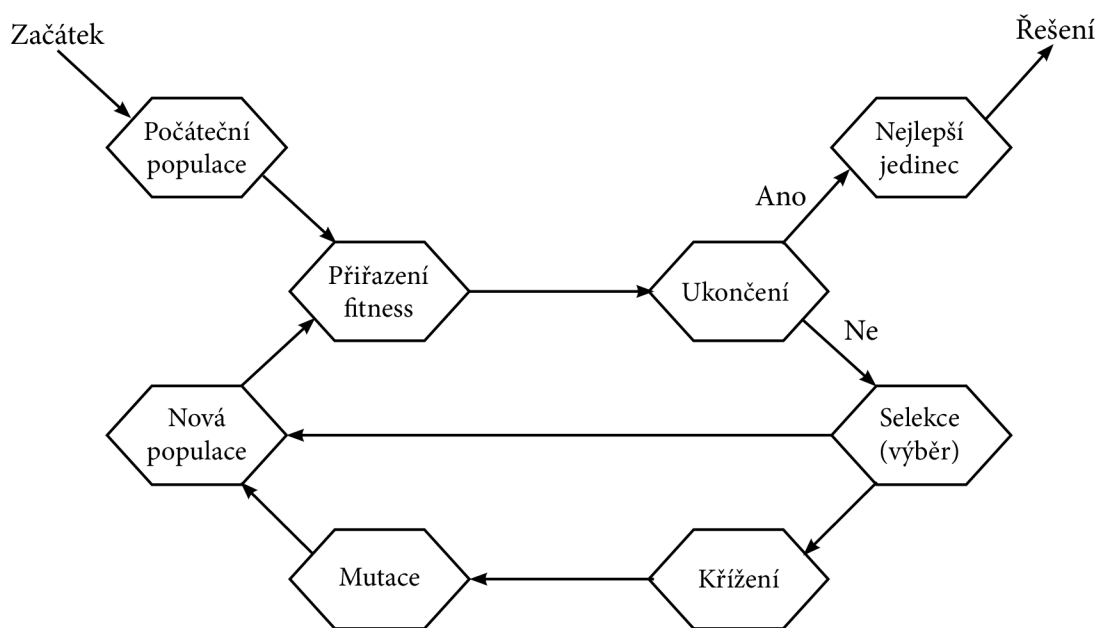 Začátek
Řešení
Počáteční
populace
Nejlepší
jedinec
Ano
Přiřazení
fitness
Ukončení
Ne
Nová
populace
Selekce
(výběr)
Mutace
Křížení